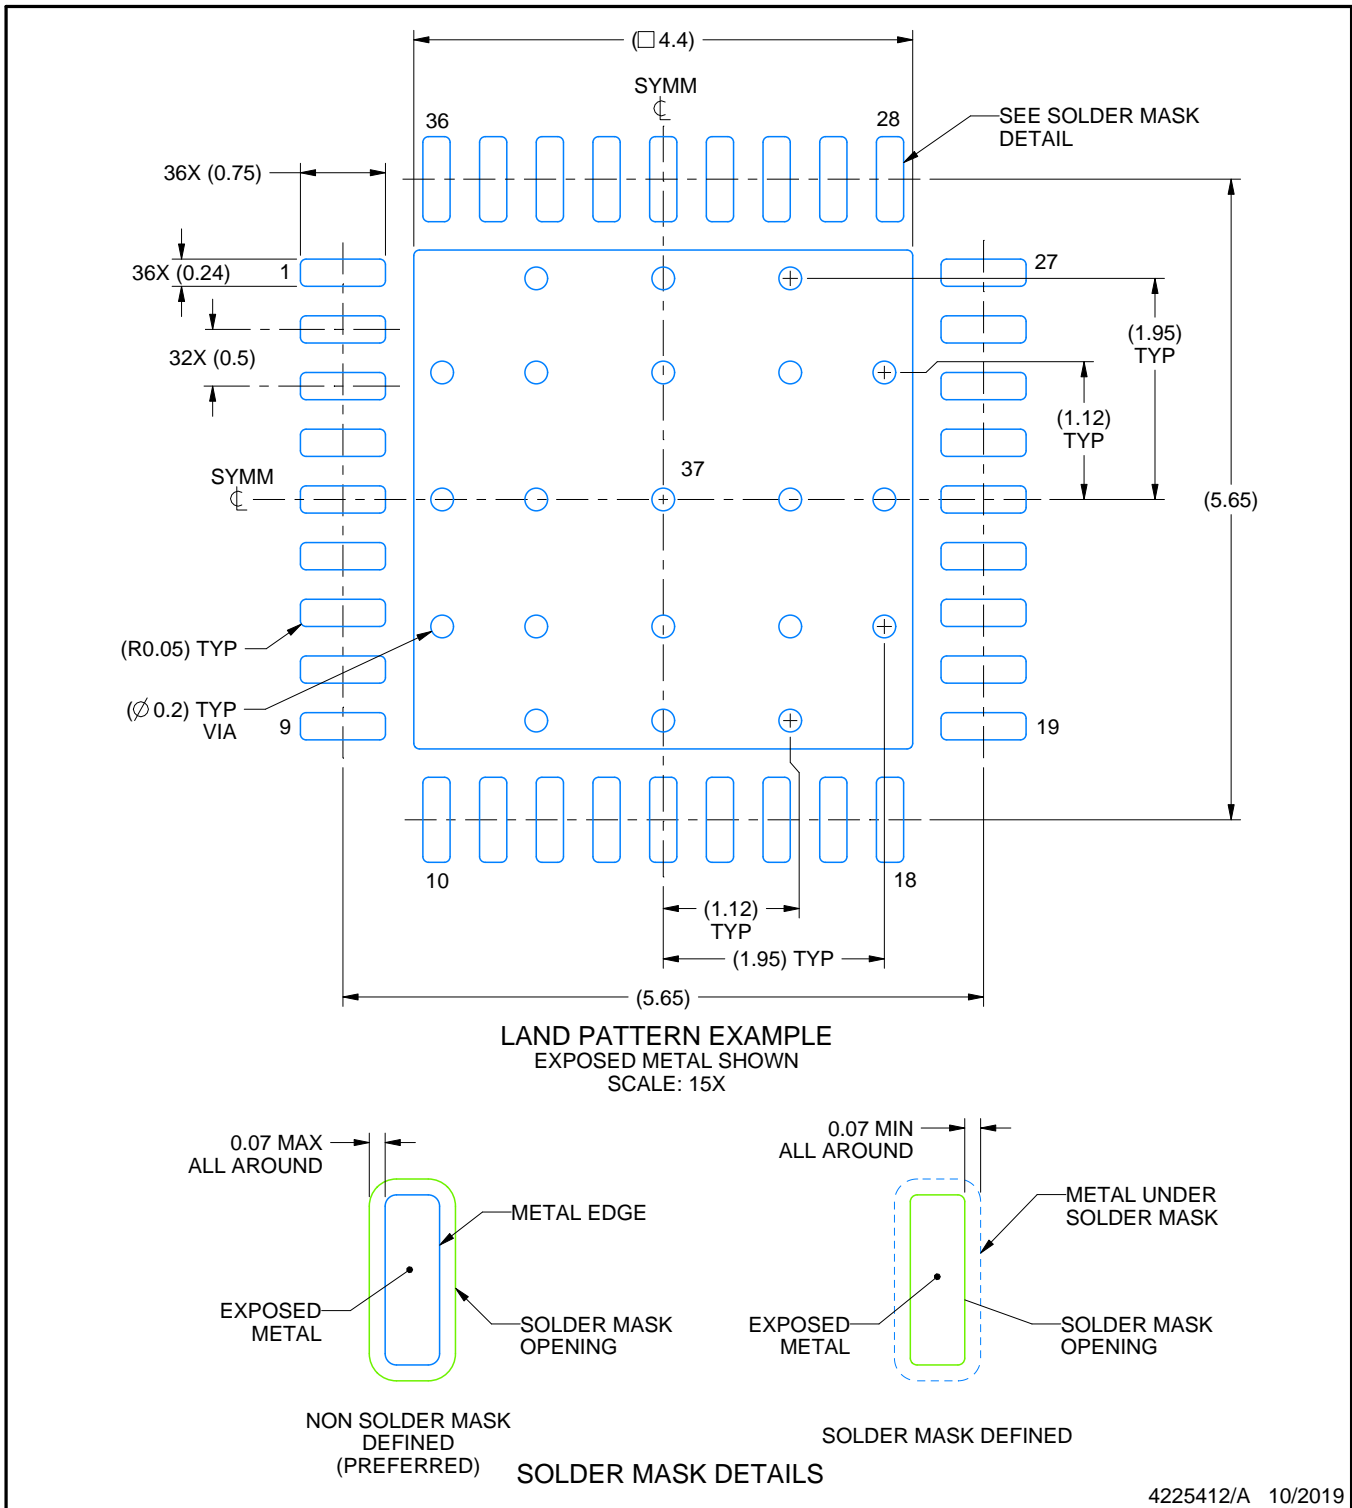 (□ 4.4)
SYMM
℄
36
28
SEE SOLDER MASK
DETAIL
36X (0.75)
36X (0.24)
1
27
32X (0.5)
(1.95)
TYP
(1.12)
TYP
37
SYMM
℄
(5.65)
(R0.05) TYP
(∅ 0.2) TYP
VIA
9
19
10
18
(1.12)
TYP
(1.95) TYP
(5.65)
LAND PATTERN EXAMPLE
EXPOSED METAL SHOWN
SCALE: 15X
0.07 MAX
ALL AROUND
METAL EDGE
EXPOSED
METAL
SOLDER MASK
OPENING
NON SOLDER MASK
DEFINED
(PREFERRED)
0.07 MIN
ALL AROUND
METAL UNDER
SOLDER MASK
EXPOSED
METAL
SOLDER MASK
OPENING
SOLDER MASK DEFINED
SOLDER MASK DETAILS
4225412/A 10/2019